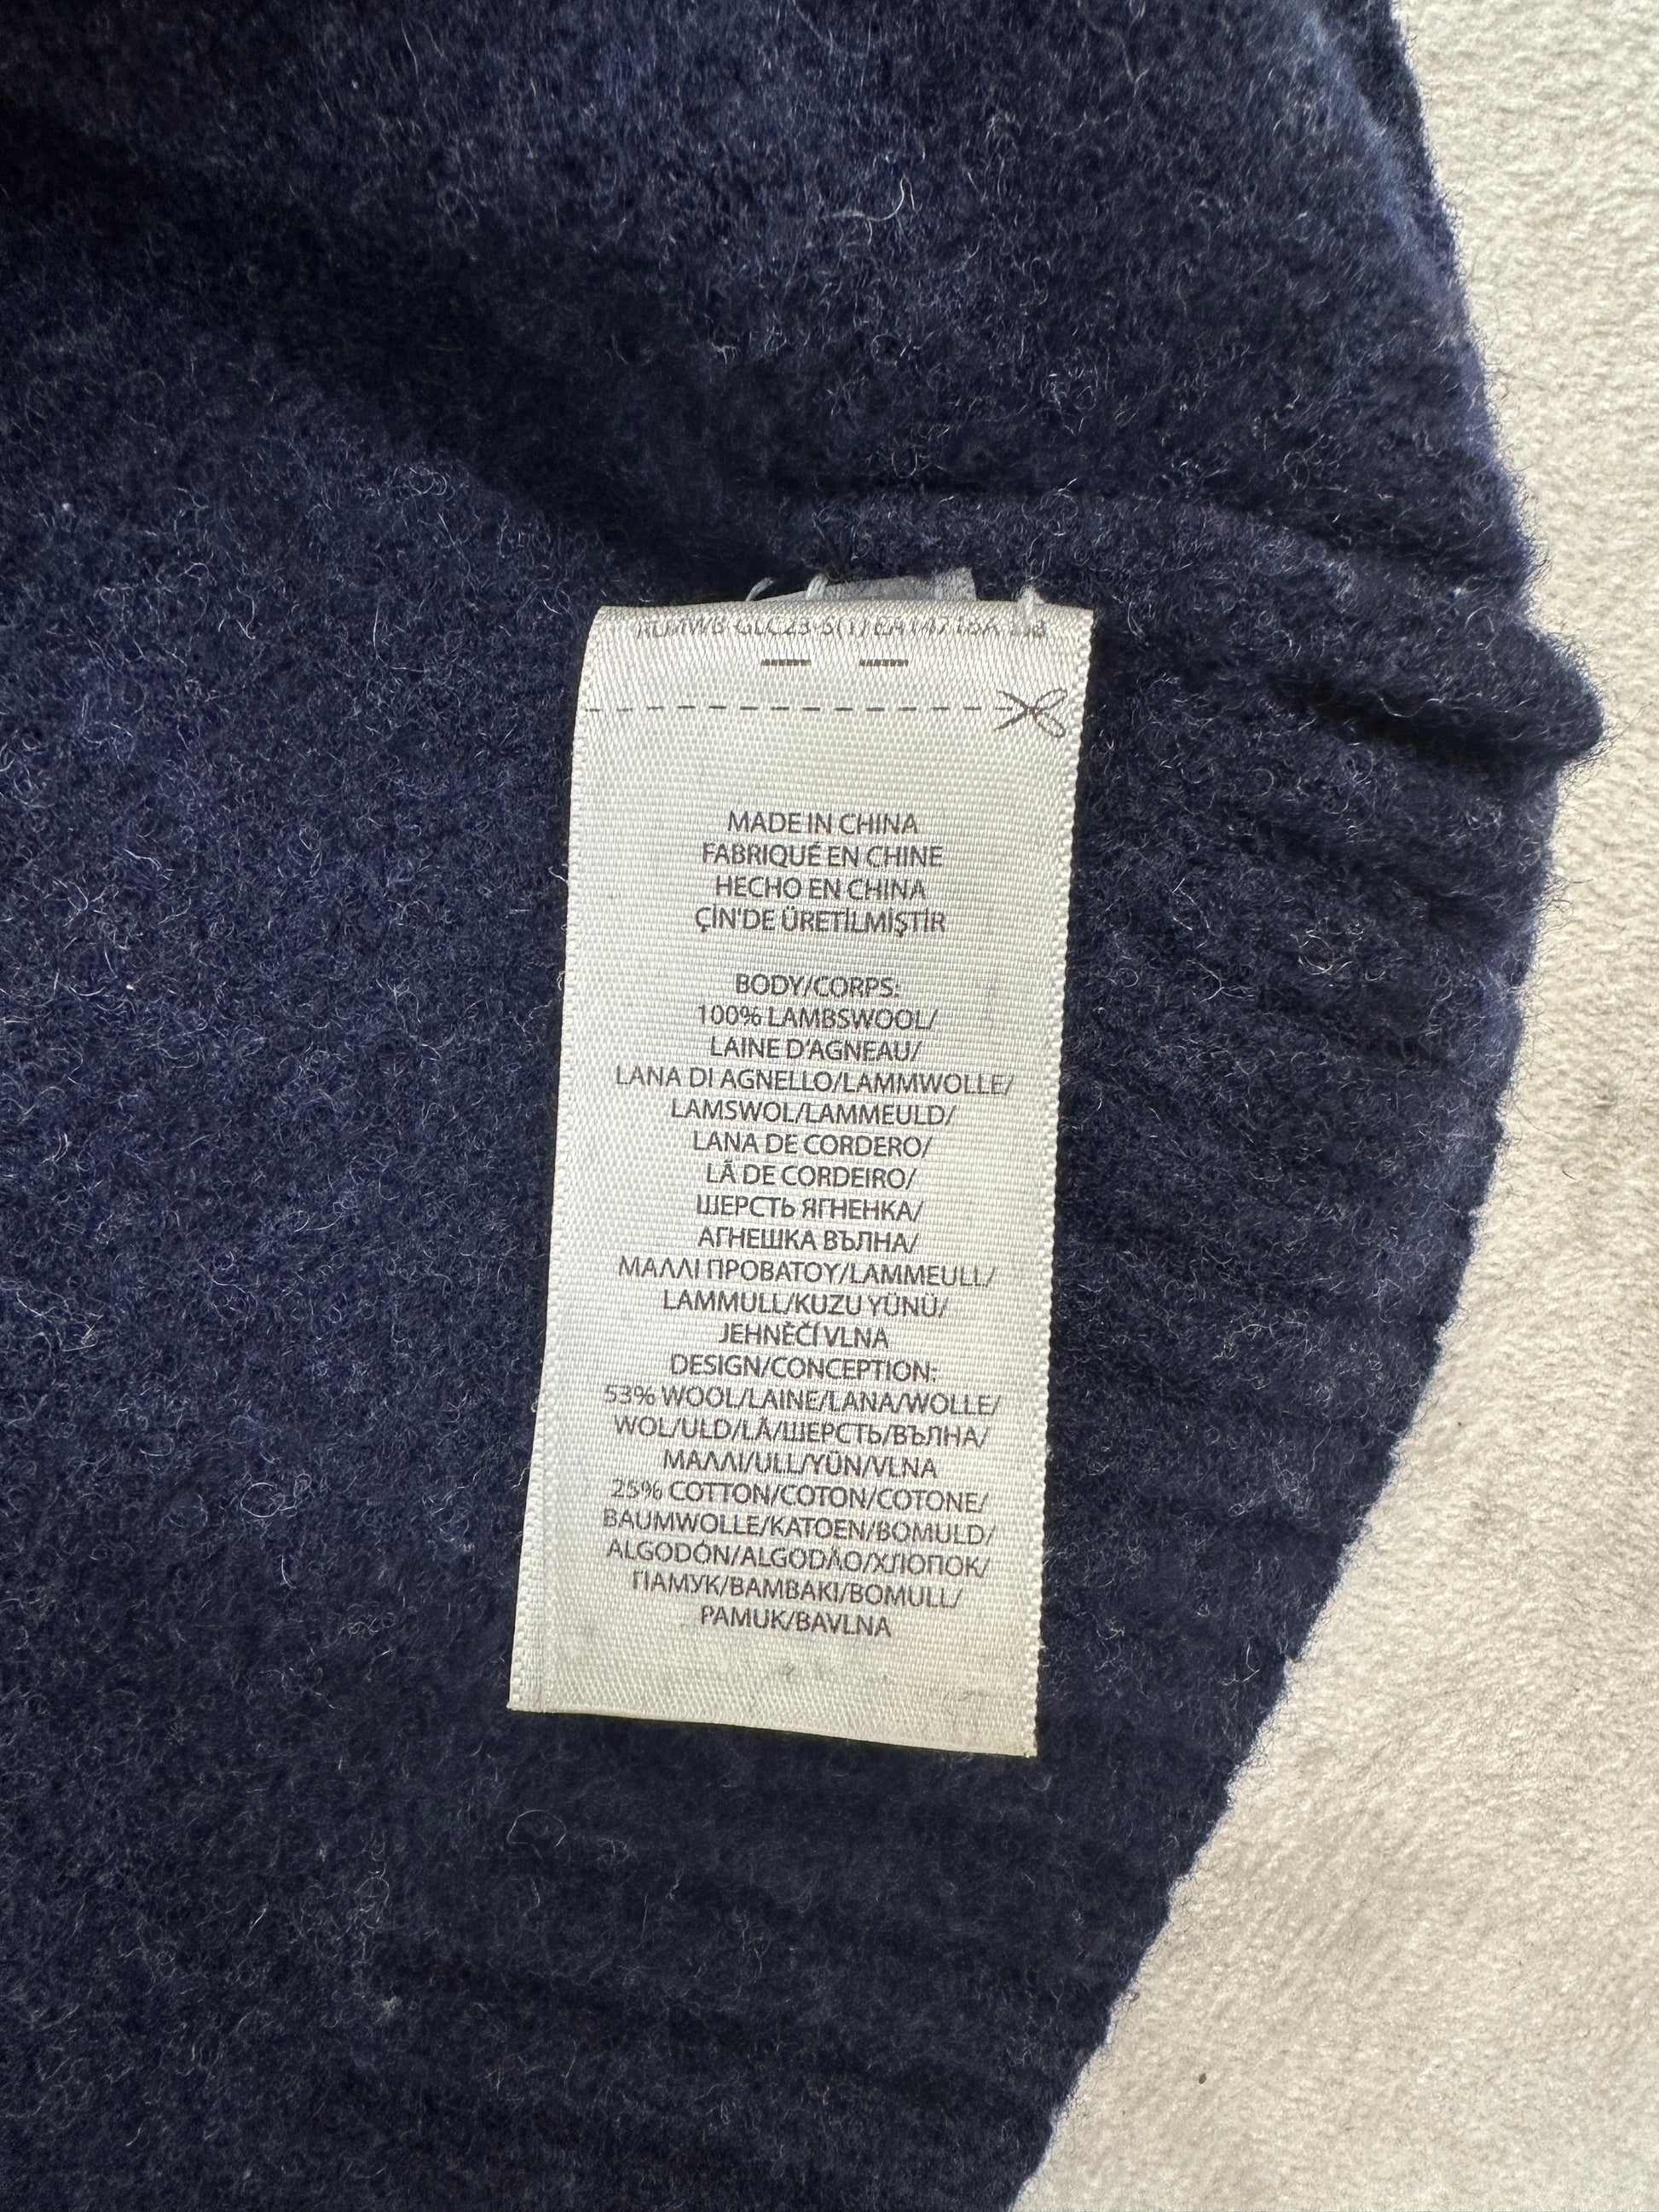 MADE IN CHINA
FABRIQUÉ EN CHINE
HECHO EN CHINA
ÇİN'DE ÜRETİLMİŞTİR
BODY/CORPS:
100% LAMBSWOOL/
LAINE D'AGNEAU/
LANA DI AGNELLO/LAMMWOLLE/
LAMSWOL/LAMMEULD/
LANA DE CORDERO/
LÃ DE CORDEIRO/
ШЕРСТЬ ЯГНЕНКА/
АГНЕШКА ВЪЛНА/
ΜΑΛΛΙ ΠΡΟΒΑΤΟΥ/LAMMEULL/
LAMMULL/KUZU YÜNÜ/
JEHNĚČÍ VLNA
DESIGN/CONCEPTION:
53% WOOL/LAINE/LANA/WOLLE/
WOL/ULD/LÃ/ШЕРСТЬ/ВЪЛНА/
ΜΑΛΛΙ/ULL/YÜN/VLNA
25% COTTON/COTON/COTONE/
BAUMWOLLE/KATOEN/BOMULD/
ALGODÓN/ALGODÃO/ХЛОПОК/
ПАМУК/ΒΑΜΒΑΚΙ/BOMULL/
PAMUK/BAVLNA